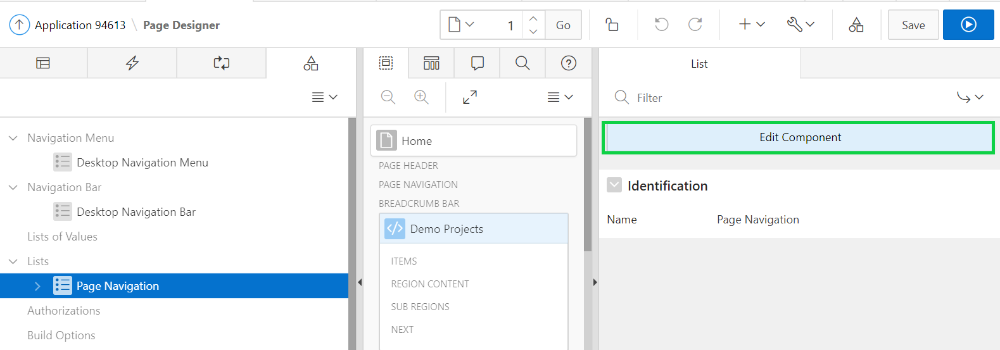 Application 94613 \ Page Designer
1
Go
Save
Navigation Menu
Desktop Navigation Menu
Navigation Bar
Desktop Navigation Bar
Lists of Values
Lists
Page Navigation
Authorizations
Build Options
Home
PAGE HEADER
PAGE NAVIGATION
BREADCRUMB BAR
Demo Projects
ITEMS
REGION CONTENT
SUB REGIONS
NEXT
List
Filter
Edit Component
Identification
Name Page Navigation